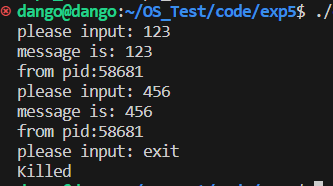 dango@dango:~/OS_Test/code/exp5$ ./
please input: 123
message is: 123
from pid:58681
please input: 456
message is: 456
from pid:58681
please input: exit
Killed